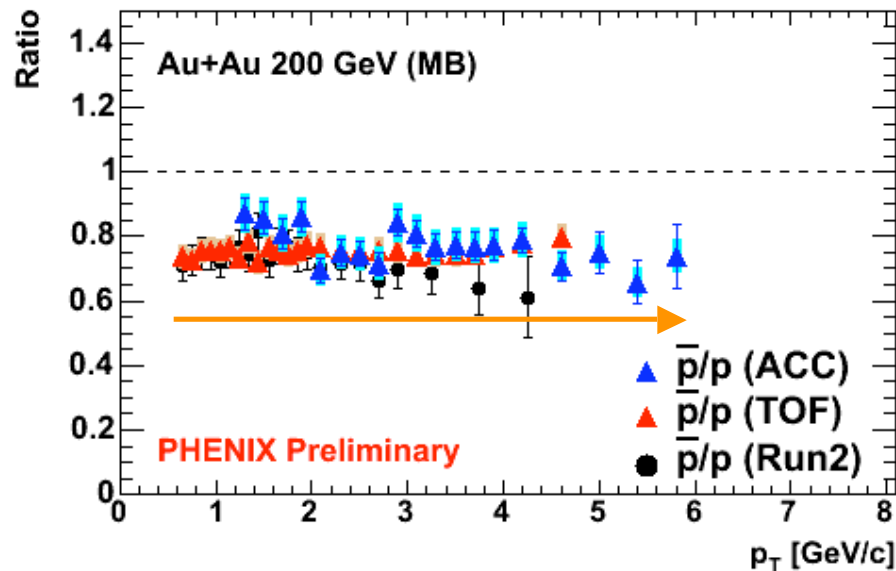 Ratio
1.4
1.2
1
0.8
0.6
0.4
0.2
0
Au+Au 200 GeV (MB)
p̅/p (ACC)
p̅/p (TOF)
p̅/p (Run2)
PHENIX Preliminary
0 1 2 3 4 5 6 7 8
p_T [GeV/c]